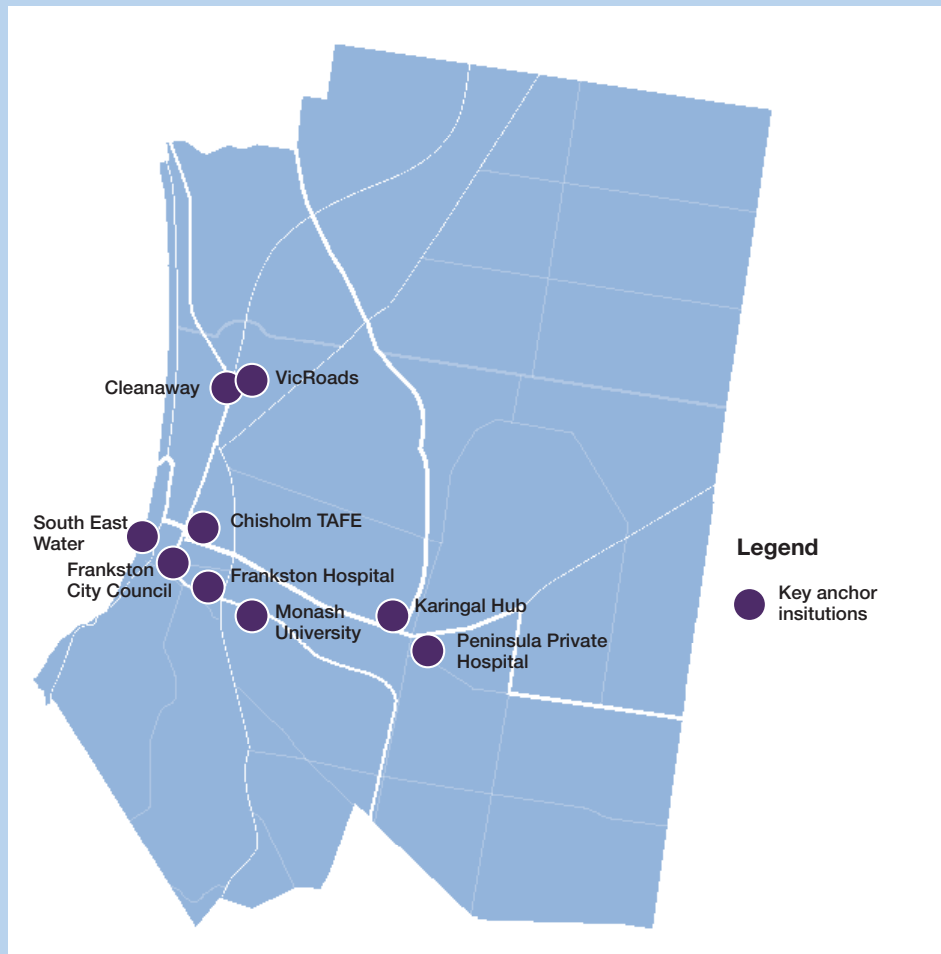 Cleanaway
VicRoads
South East
Water
Chisholm TAFE
Frankston
City Council
Frankston Hospital
Monash
University
Karingal Hub
Peninsula Private
Hospital
Legend
Key anchor
insitutions